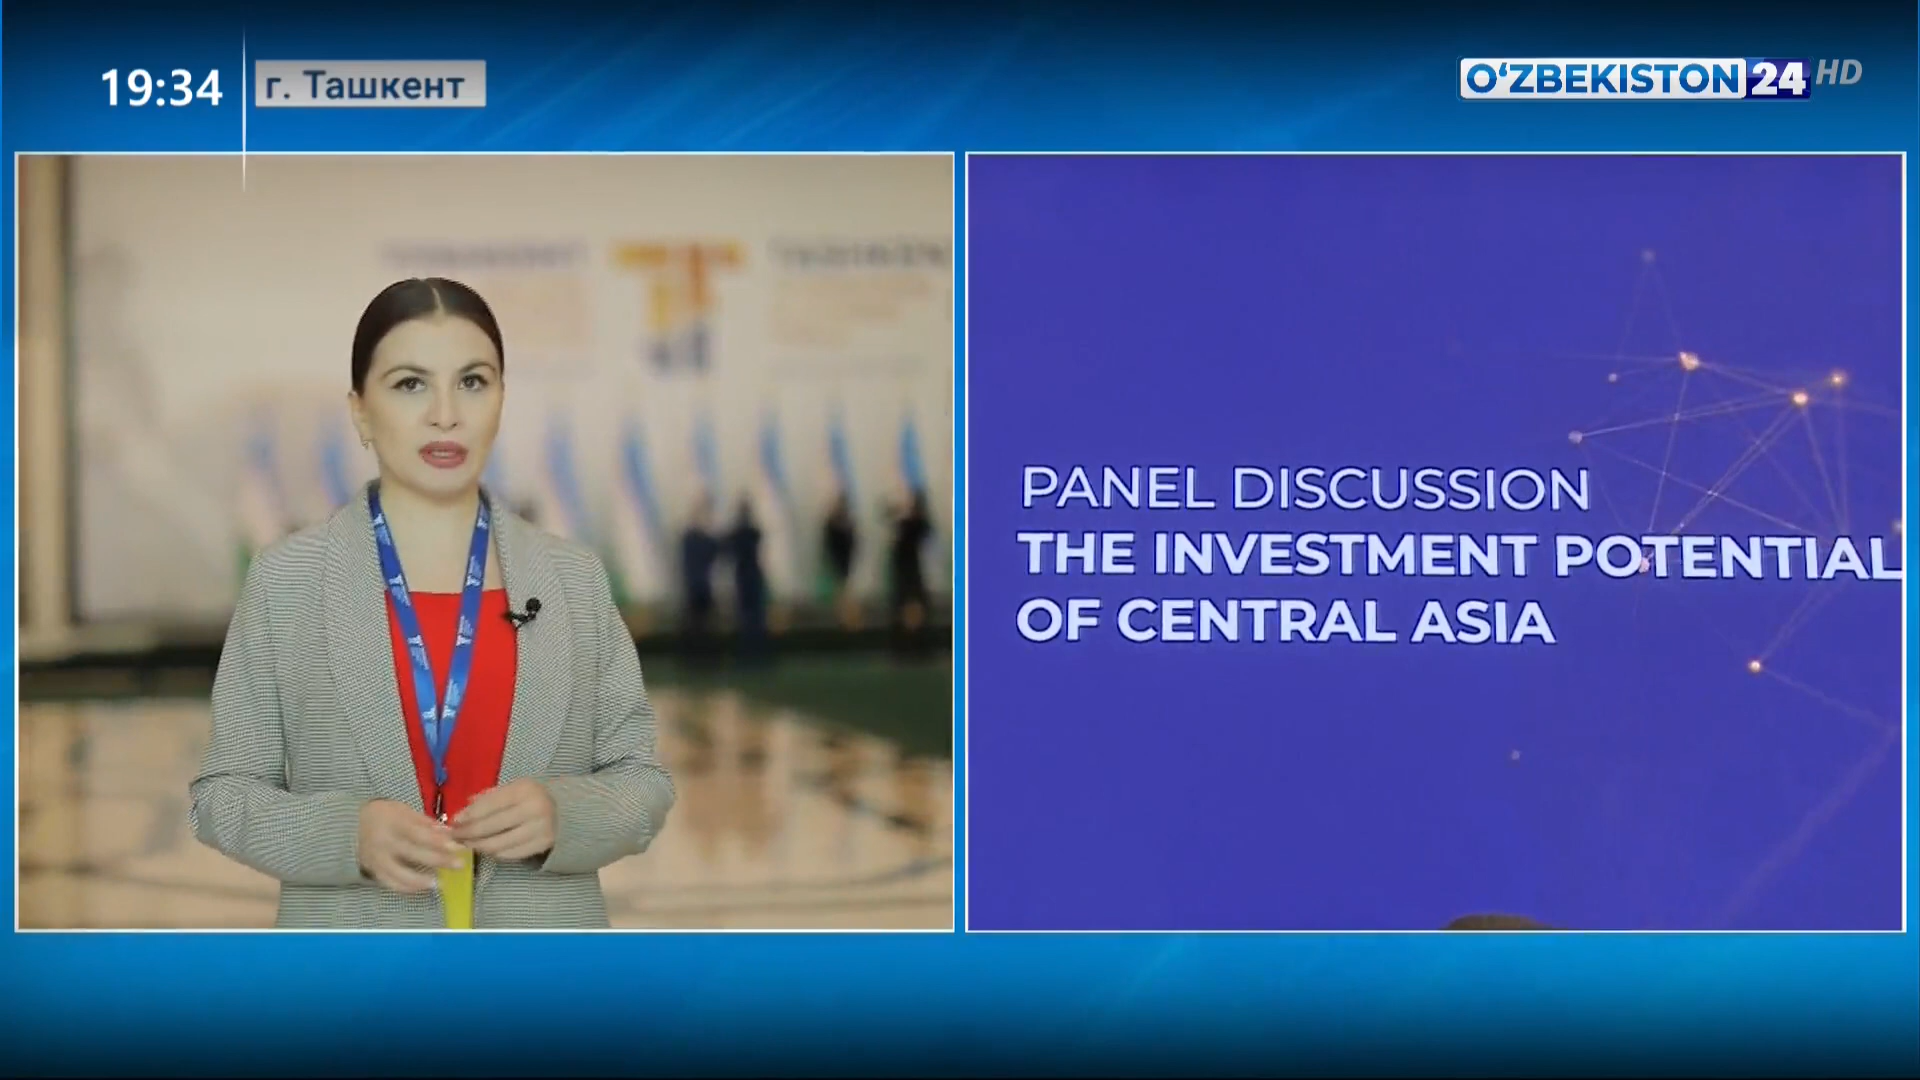 19:34
г. Ташкент
O‘ZBEKISTON 24 HD
PANEL DISCUSSION
THE INVESTMENT POTENTIAL
OF CENTRAL ASIA